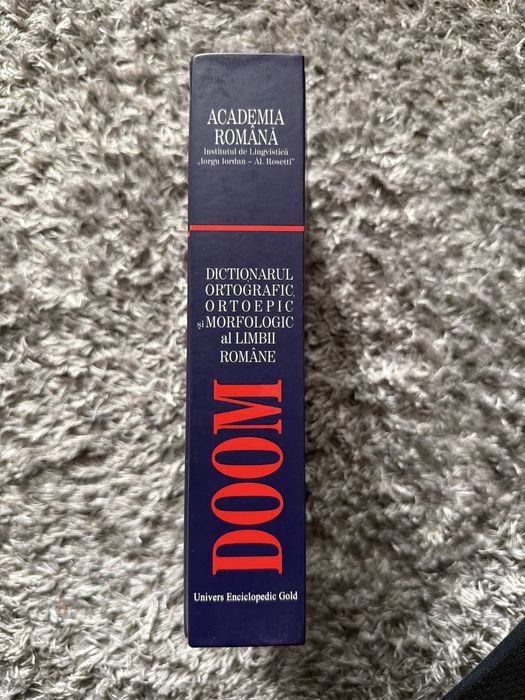 ACADEMIA
ROMÂNĂ
Institutul de Lingvistică
„Iorgu Iordan – Al. Rosetti”
DICTIONARUL
ORTOGRAFIC,
ORTOEPIC
și MORFOLOGIC
al LIMBII
ROMÂNE
DOOM
Univers Enciclopedic Gold